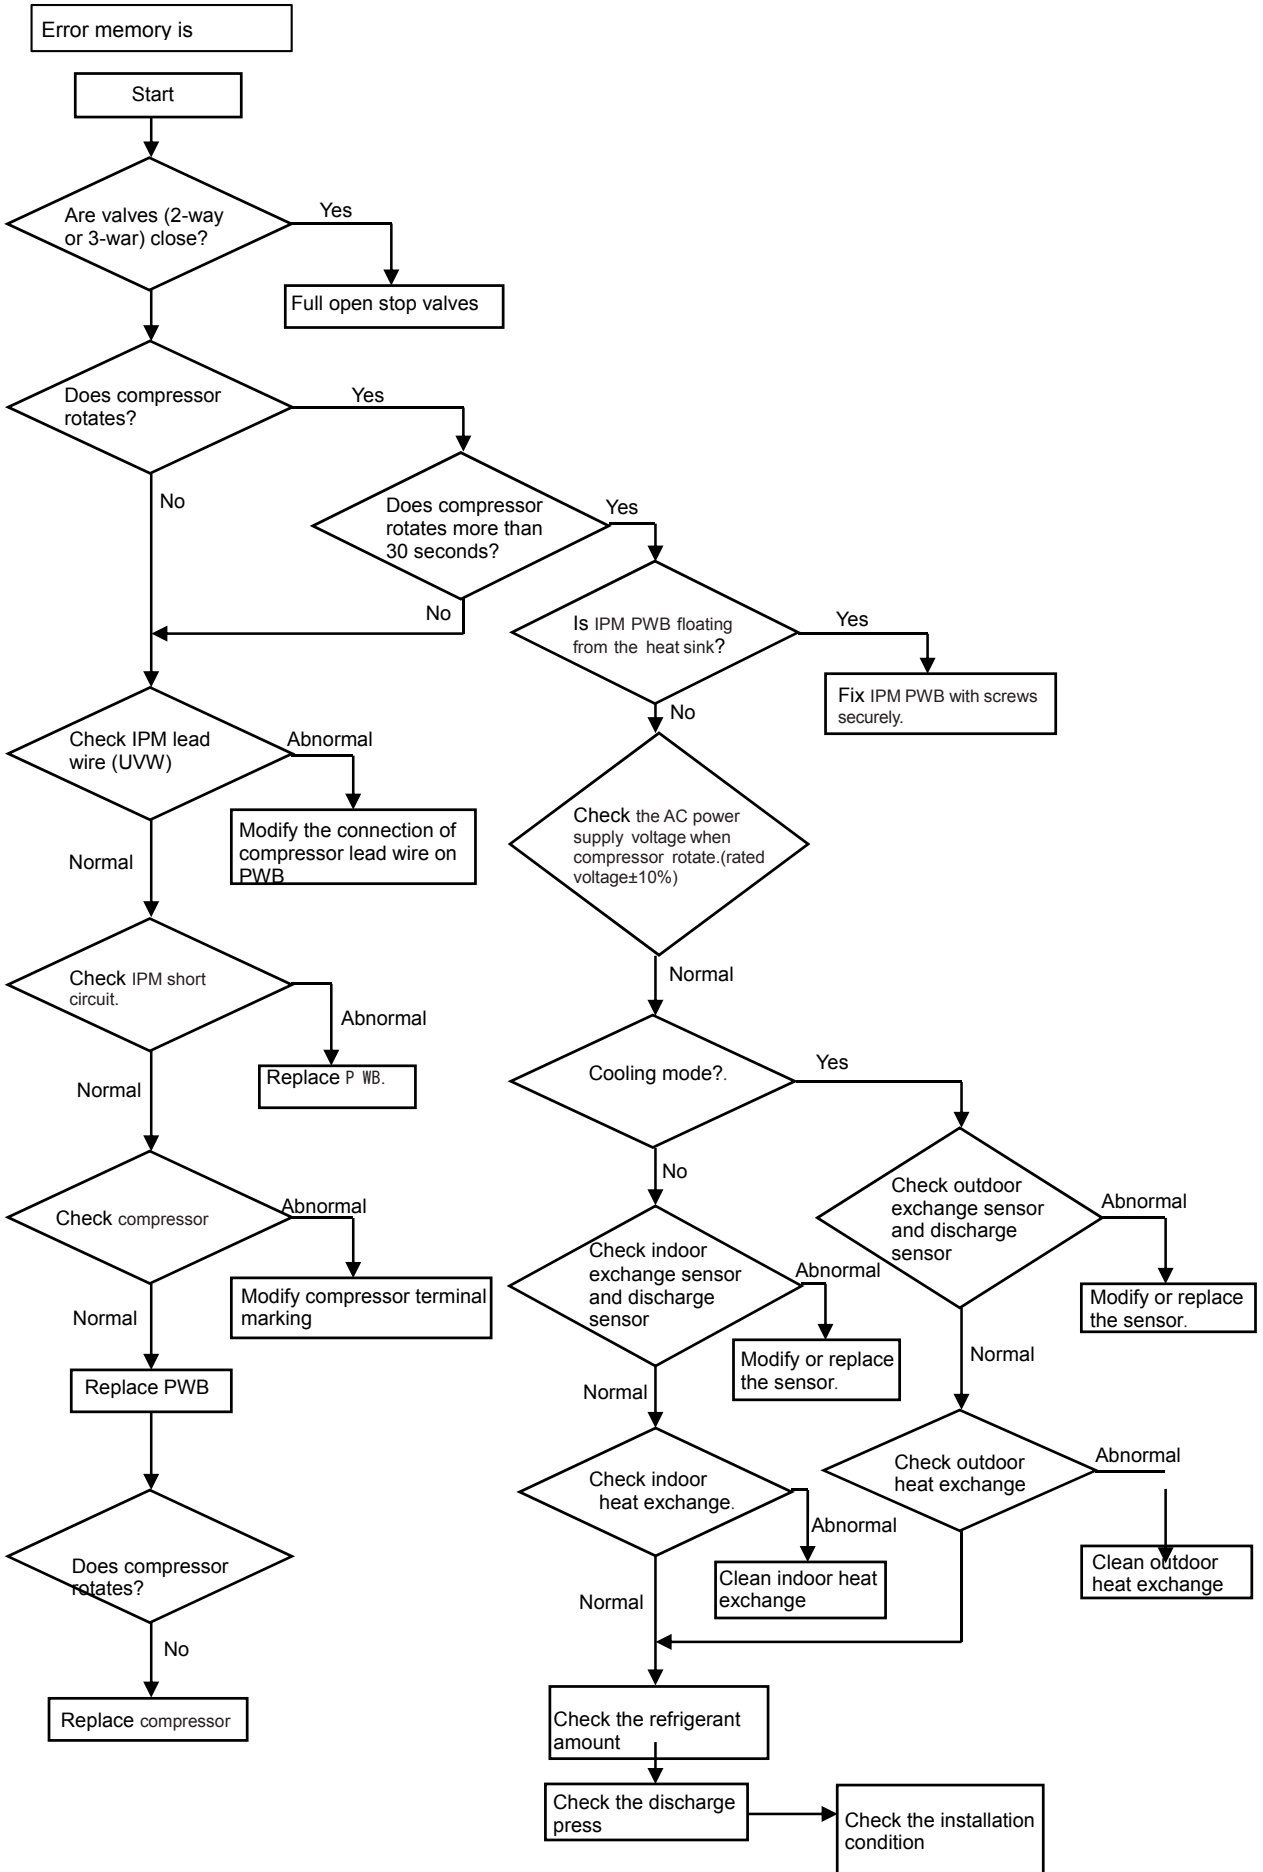 Error memory is
Start
Are valves (2-way
or 3-war) close?
Yes
Full open stop valves
Does compressor
rotates?
Yes
No
Does compressor
rotates more than
30 seconds?
Yes
No
Is IPM PWB floating
from the heat sink?
Yes
Fix IPM PWB with screws
securely.
No
Check IPM lead
wire (UVW)
Abnormal
Modify the connection of
compressor lead wire on
PWB
Normal
Check the AC power
supply voltage when
compressor rotate.(rated
voltage±10%)
Normal
Check IPM short
circuit.
Abnormal
Replace P WB.
Normal
Cooling mode?.
Yes
No
Check compressor
Abnormal
Modify compressor terminal
marking
Normal
Replace PWB
Does compressor
rotates?
No
Replace compressor
Check indoor
exchange sensor
and discharge
sensor
Abnormal
Modify or replace
the sensor.
Normal
Check outdoor
exchange sensor
and discharge
sensor
Abnormal
Modify or replace
the sensor.
Normal
Check indoor
heat exchange.
Abnormal
Clean indoor heat
exchange
Normal
Check outdoor
heat exchange
Abnormal
Clean outdoor
heat exchange
Check the refrigerant
amount
Check the discharge
press
Check the installation
condition